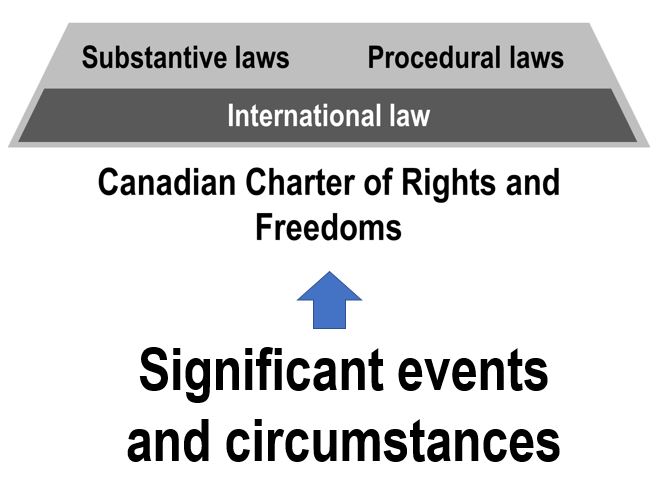 Substantive laws Procedural laws
International law
Canadian Charter of Rights and
Freedoms
Significant events
and circumstances